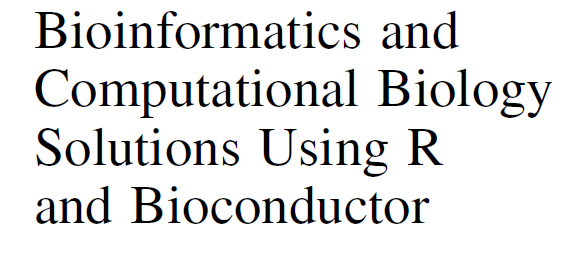 Bioinformatics and
Computational Biology
Solutions Using R
and Bioconductor